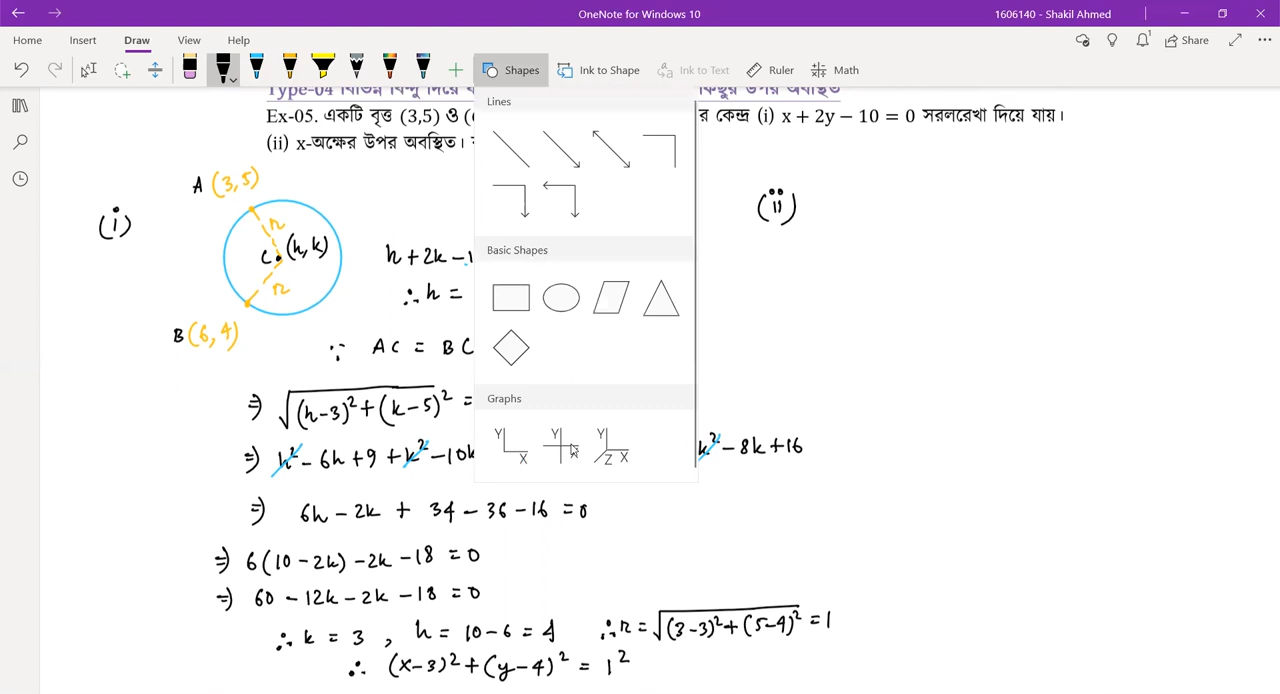 OneNote for Windows 10
1606140 - Shakil Ahmed
Home Insert Draw View Help
Share
Shapes Ink to Shape Ink to Text Ruler Math
Type-04 বিভিন্ন বিন্দু দিয়ে
কিছুর উপর অবস্থিত
Ex-05. একটি বৃত্ত (3,5) ও
র কেন্দ্র (i) x + 2y − 10 = 0 সরলরেখা দিয়ে যায়।
(ii) x-অক্ষের উপর অবস্থিত।
Lines
Basic Shapes
Graphs
Y X
Y
Y Z X
(i)
A (3,5)
r
C (h,k)
r
B (6,4)
h + 2k −
∴ h =
∵ AC = BC
⇒ √(h−3)²+(k−5)² =
⇒ h² − 6h + 9 + k² − 10k
k² − 8k + 16
⇒ 6h − 2k + 34 − 36 − 16 = 0
⇒ 6(10 − 2k) − 2k − 18 = 0
⇒ 60 − 12k − 2k − 18 = 0
∴ k = 3 , h = 10 − 6 = 4 ∴ r = √(3−3)²+(5−4)² = 1
∴ (x−3)² + (y−4)² = 1²
(ii)